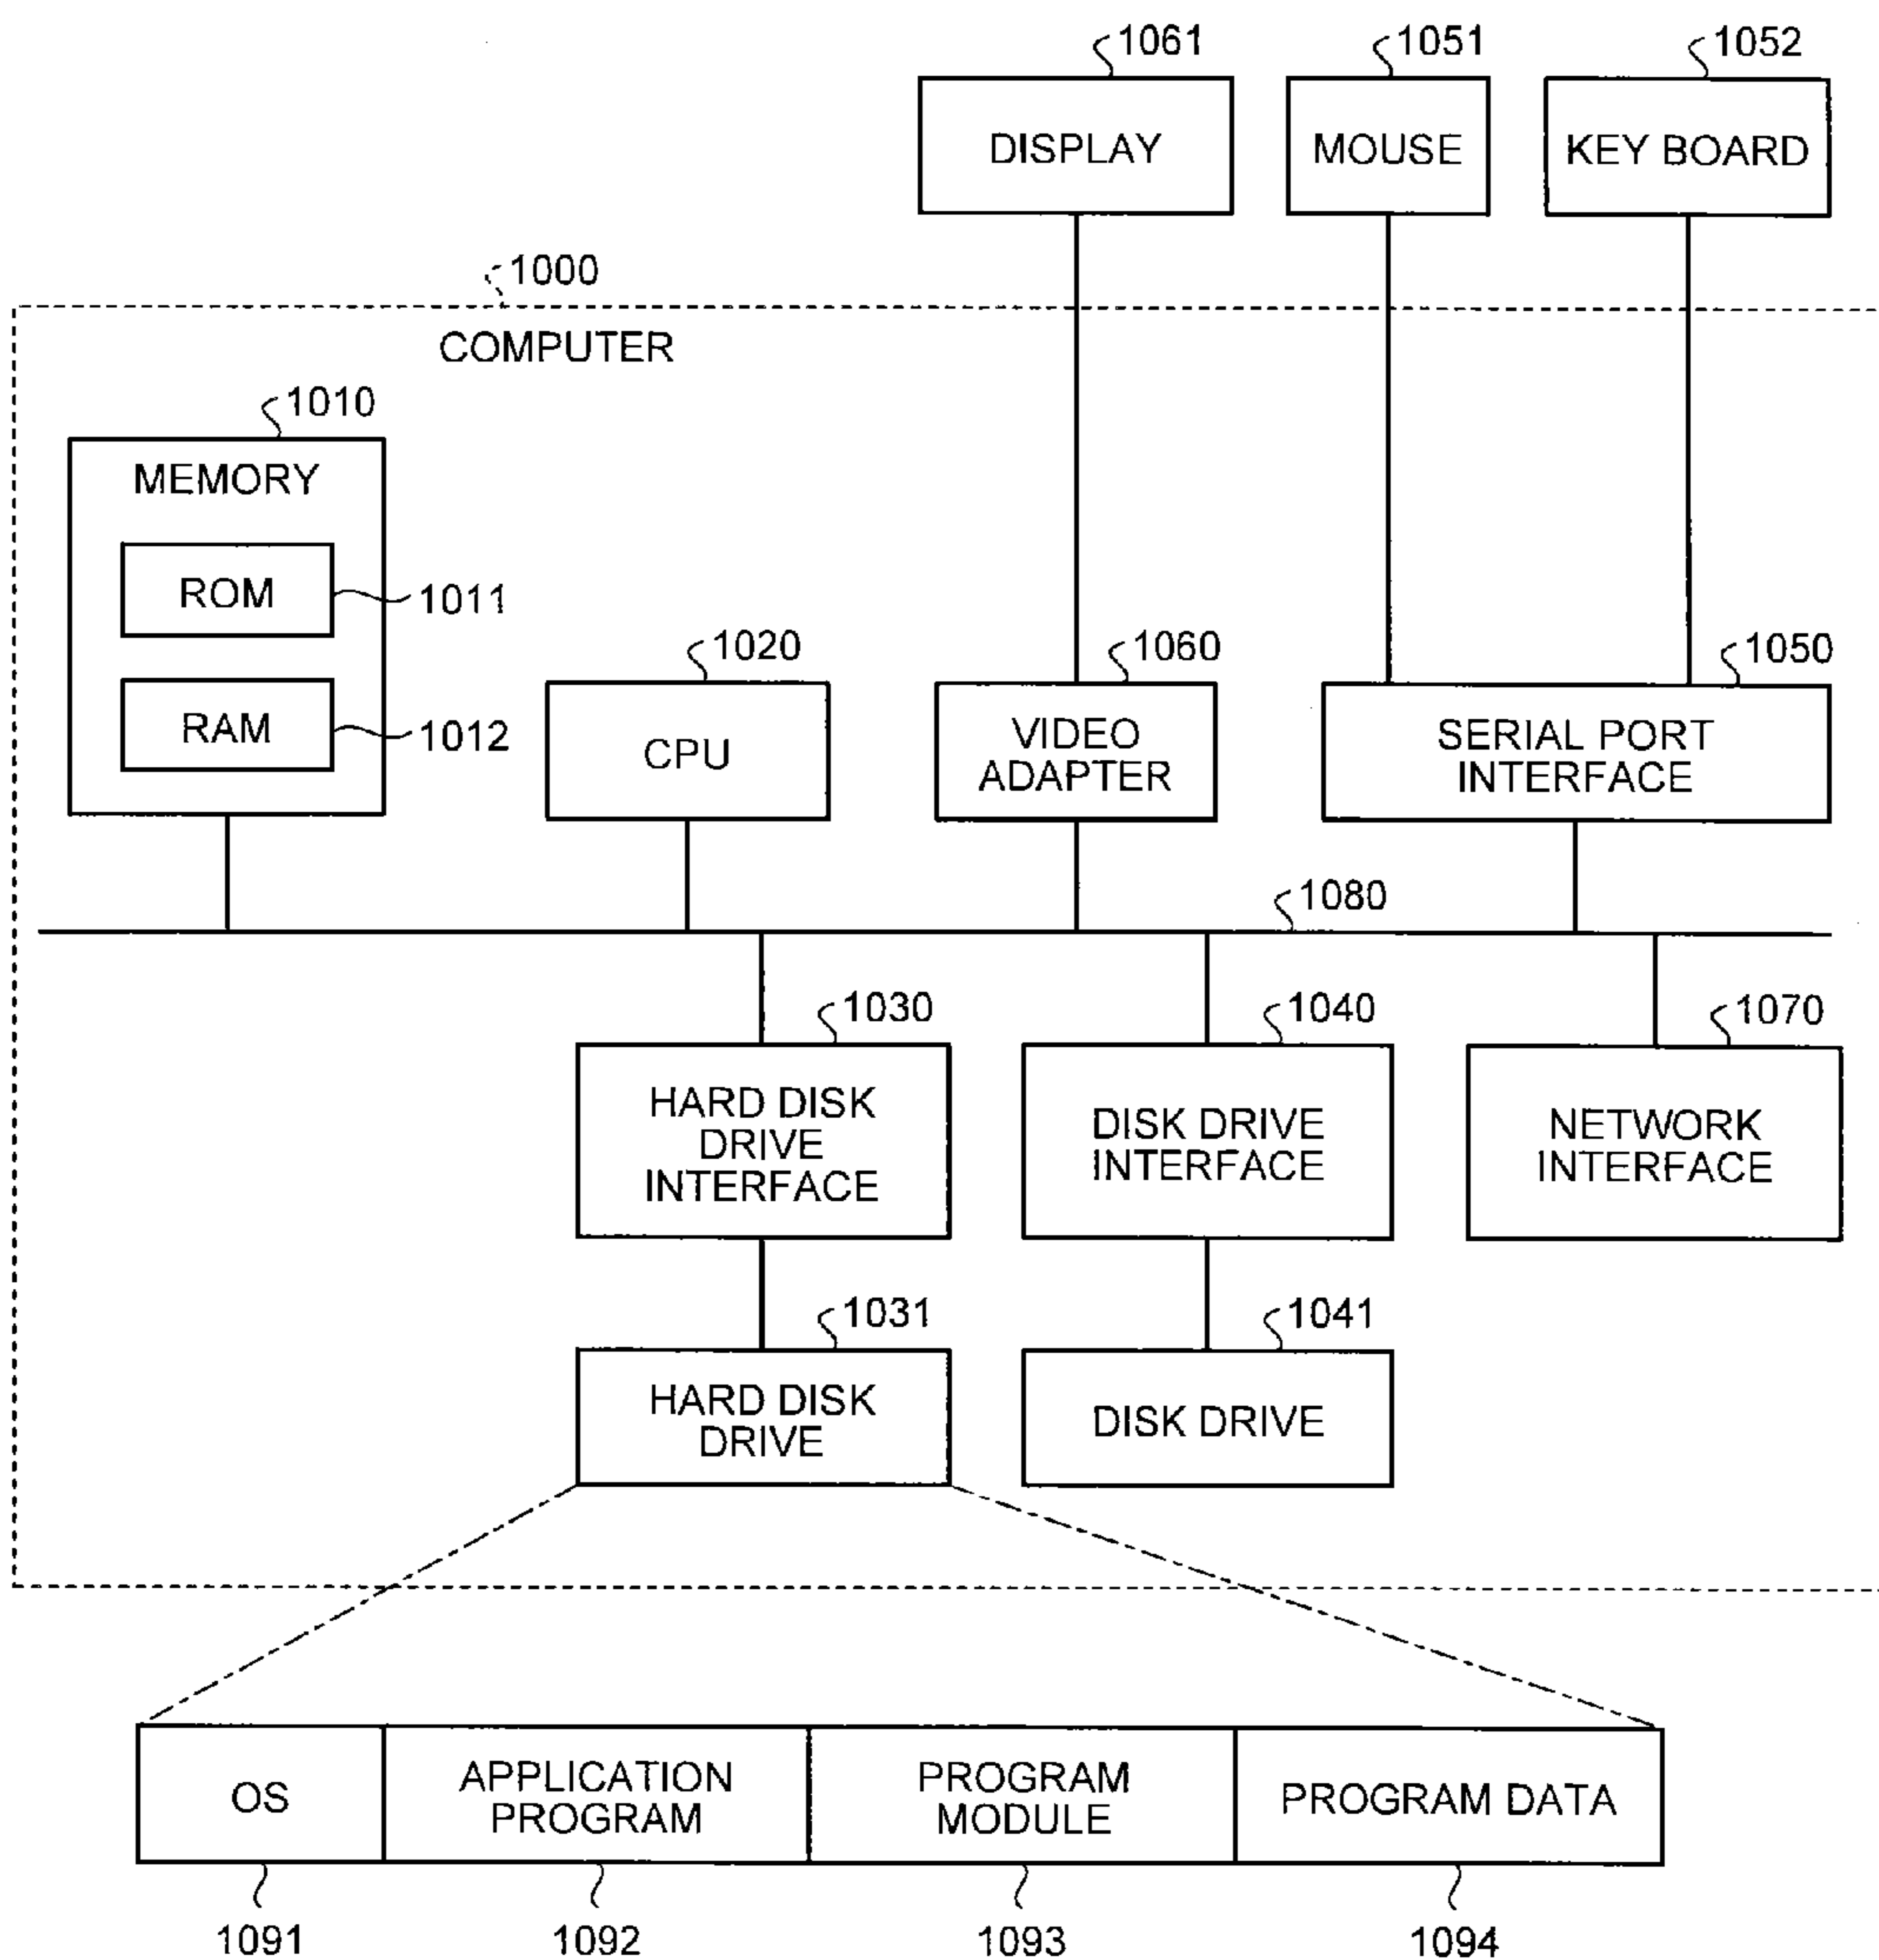 1061
1051
1052
DISPLAY
MOUSE
KEY BOARD
1000
COMPUTER
1010
MEMORY
ROM
1011
RAM
1012
1020
CPU
1060
VIDEO
ADAPTER
1050
SERIAL PORT
INTERFACE
1080
1030
HARD DISK
DRIVE
INTERFACE
1040
DISK DRIVE
INTERFACE
1070
NETWORK
INTERFACE
1031
HARD DISK
DRIVE
1041
DISK DRIVE
OS
APPLICATION
PROGRAM
PROGRAM
MODULE
PROGRAM DATA
1091
1092
1093
1094